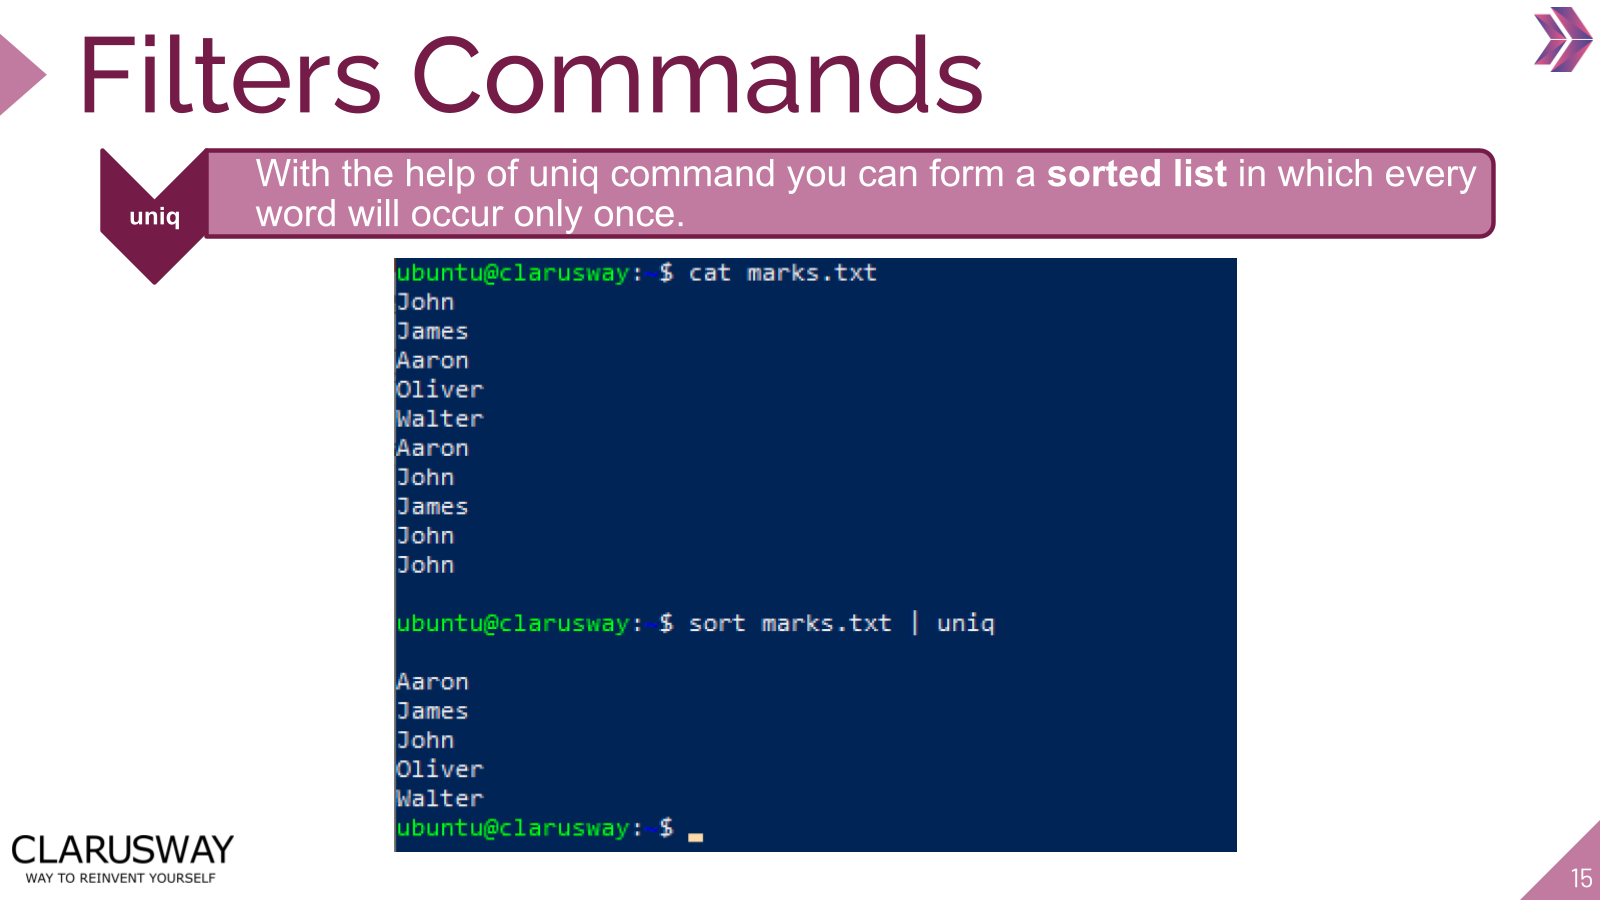 Filters Commands
uniq
With the help of uniq command you can form a sorted list in which every
word will occur only once.
ubuntu@clarusway:~$ cat marks.txt
John
James
Aaron
Oliver
Walter
Aaron
John
James
John
John
ubuntu@clarusway:~$ sort marks.txt | uniq
Aaron
James
John
Oliver
Walter
ubuntu@clarusway:~$
CLARUSWAY
WAY TO REINVENT YOURSELF
15